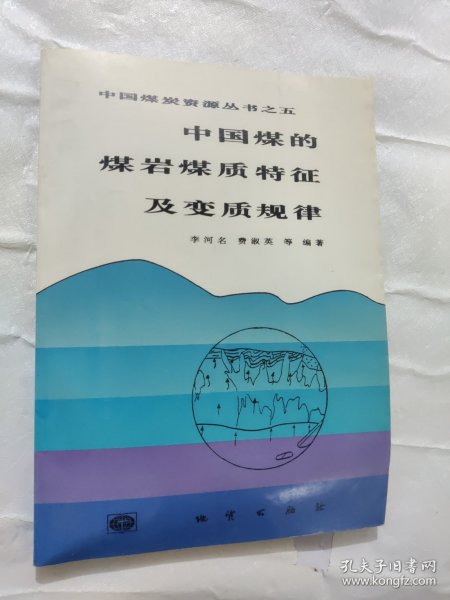 中国煤炭资源丛书之五
中国煤的
煤岩煤质特征
及变质规律
李河名 费淑英 等 编著
地质出版社
孔夫子旧书网
www.kongfz.com